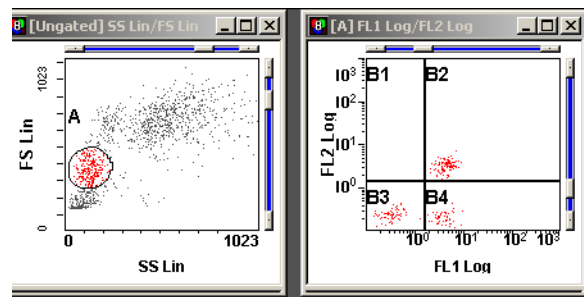 [Ungated] SS Lin/FS Lin
1023
A
FS Lin
0
0 1023
SS Lin
[A] FL1 Log/FL2 Log
10³ B1 B2
10²
FL2 Log
10¹
10⁰
B3 B4
10⁰ 10¹ 10² 10³
FL1 Log